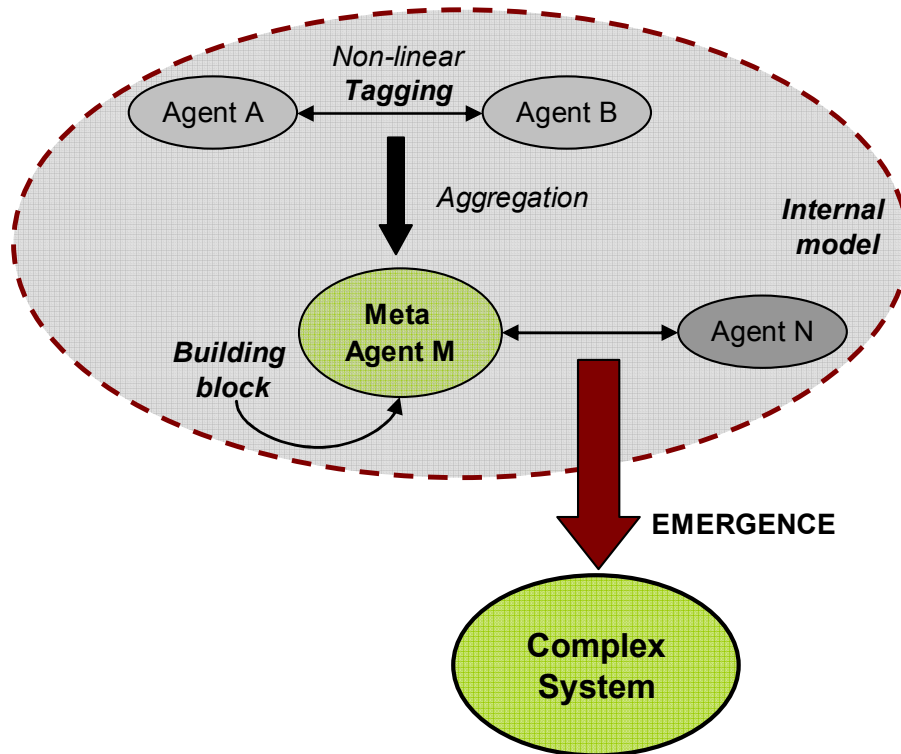 Non-linear
Tagging
Agent A
Agent B
Aggregation
Internal
model
Meta
Agent M
Agent N
Building
block
EMERGENCE
Complex
System